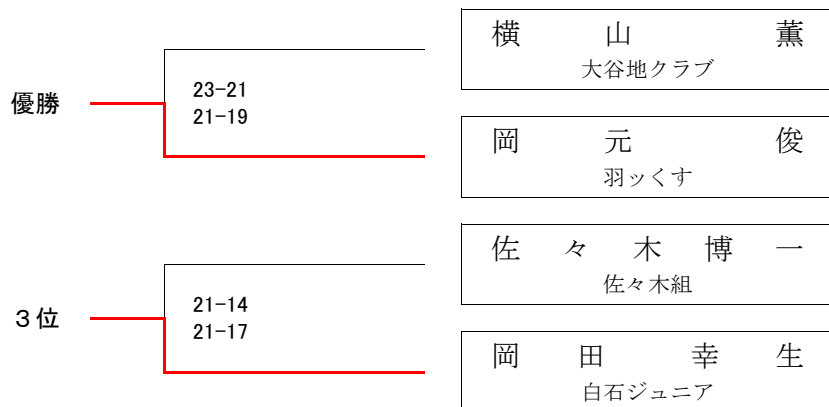 優勝
23-21
21-19
横山薫
大谷地クラブ
岡元俊
羽ッくす
3位
21-14
21-17
佐々木博一
佐々木組
岡田幸生
白石ジュニア